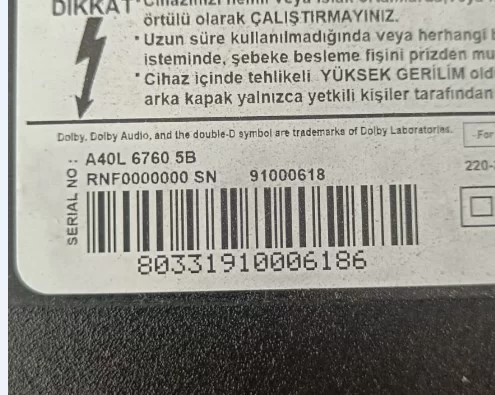 DİKKAT
örtülü olarak ÇALIŞTIRMAYINIZ.
• Uzun süre kullanılmadığında veya herhangi
isteminde, şebeke besleme fişini prizden
• Cihaz içinde tehlikeli YÜKSEK GERİLİM
arka kapak yalnızca yetkili kişiler tarafından
Dolby, Dolby Audio, and the double-D symbol are trademarks of Dolby Laboratories.
-For
220-
SERIAL NO :
A40L 6760 5B
RNF0000000 SN 91000618
80331910006186